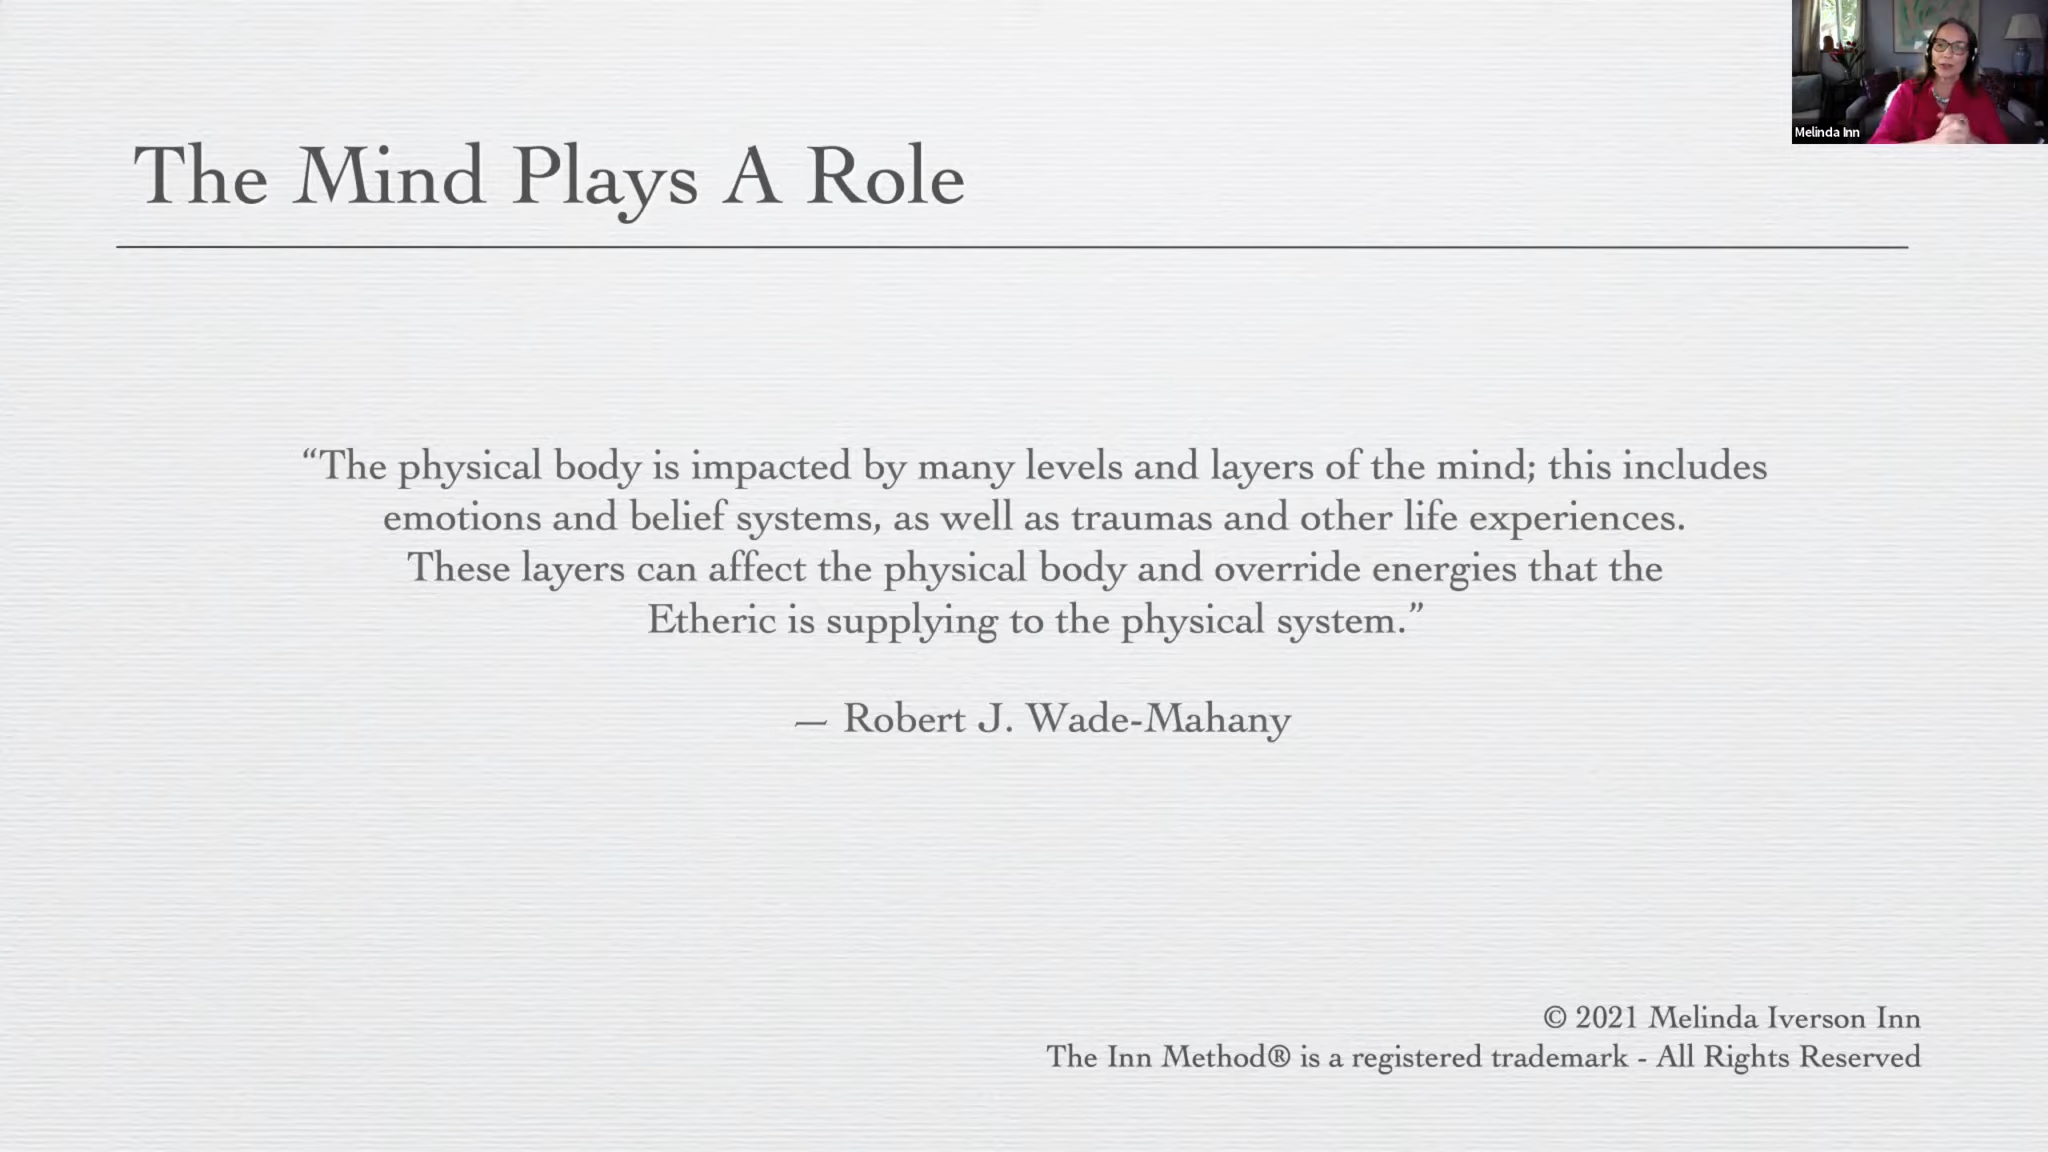 Melinda Inn
The Mind Plays A Role
“The physical body is impacted by many levels and layers of the mind; this includes
emotions and belief systems, as well as traumas and other life experiences.
These layers can affect the physical body and override energies that the
Etheric is supplying to the physical system.”
— Robert J. Wade-Mahany
© 2021 Melinda Iverson Inn
The Inn Method® is a registered trademark - All Rights Reserved